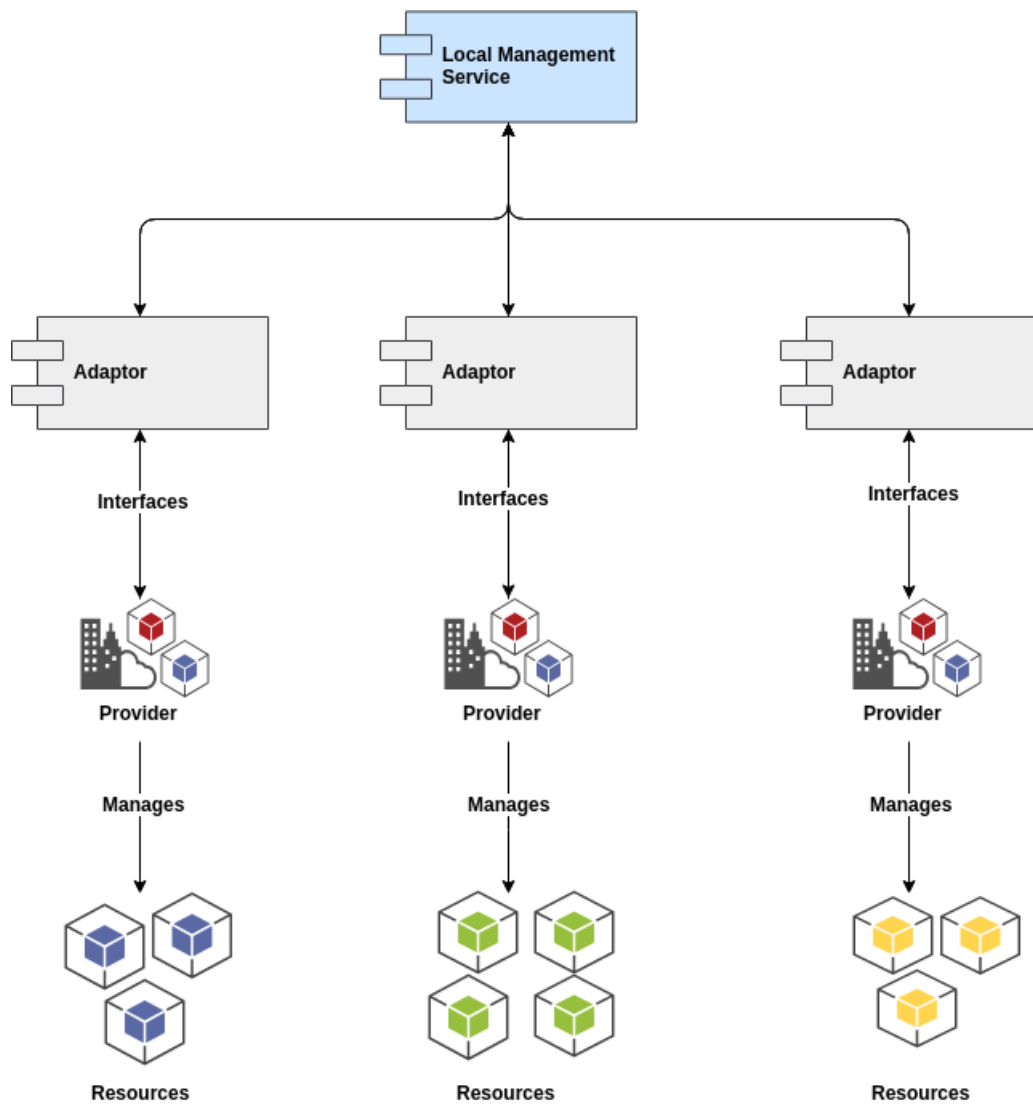 Local Management
Service
Adaptor
Adaptor
Adaptor
Interfaces
Interfaces
Interfaces
Provider
Provider
Provider
Manages
Manages
Manages
Resources
Resources
Resources